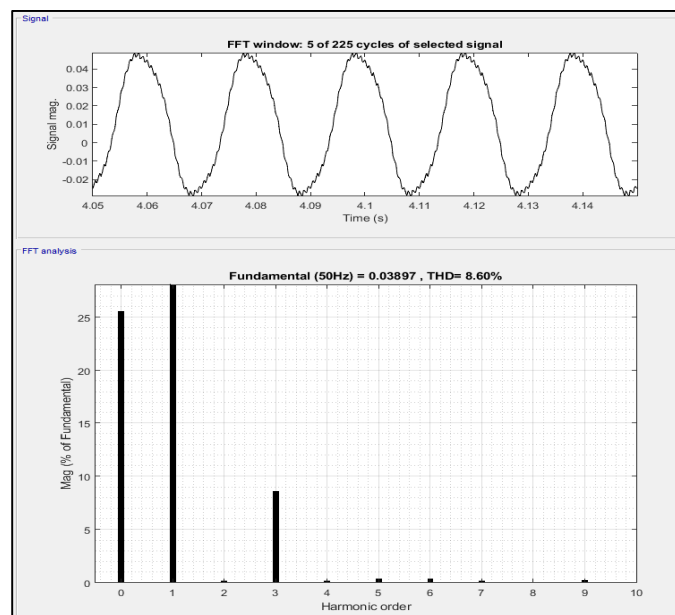 Signal
FFT window: 5 of 225 cycles of selected signal
Signal mag.
0.04
0.03
0.02
0.01
0
-0.01
-0.02
4.05 4.06 4.07 4.08 4.09 4.1 4.11 4.12 4.13 4.14
Time (s)
FFT analysis
Fundamental (50Hz) = 0.03897 , THD= 8.60%
Mag (% of Fundamental)
25
20
15
10
5
0
0 1 2 3 4 5 6 7 8 9 10
Harmonic order